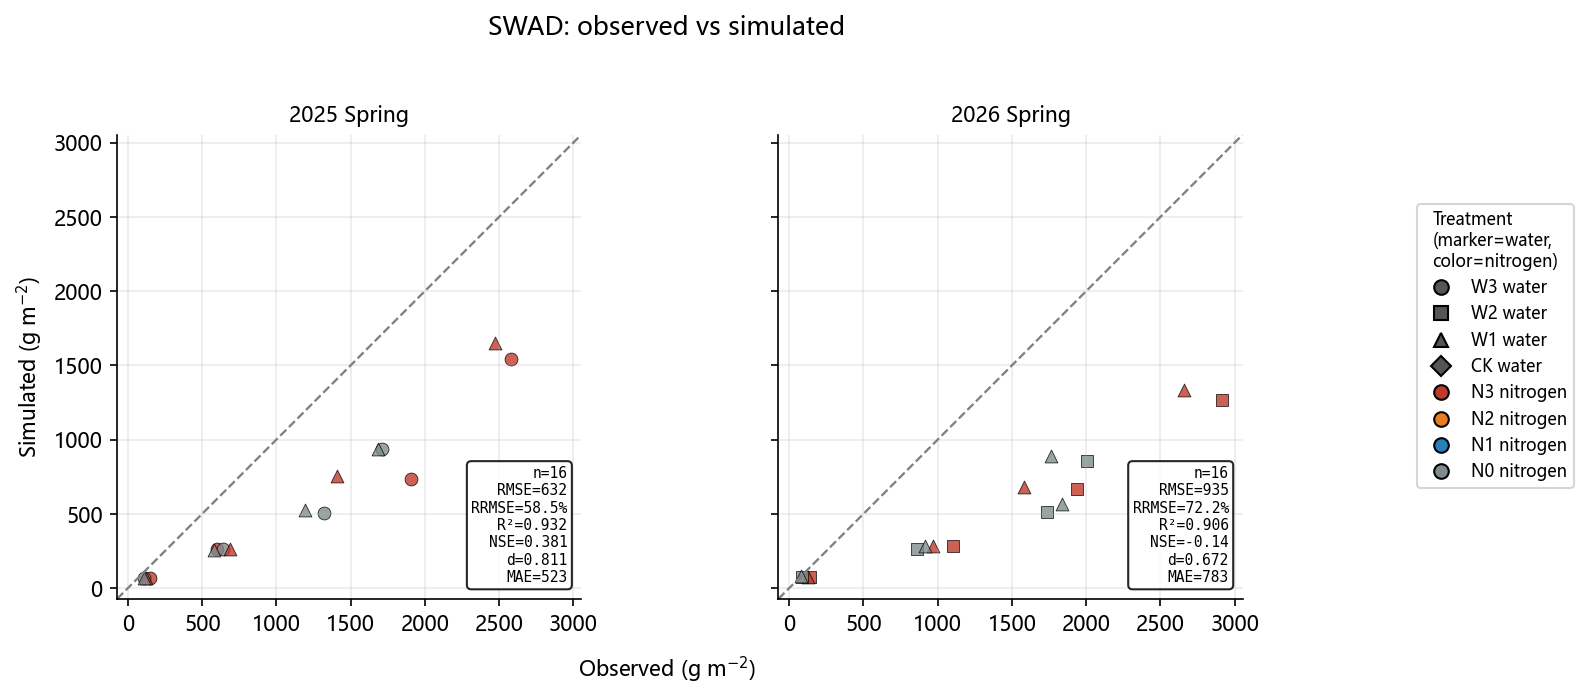 SWAD: observed vs simulated
2025 Spring
2026 Spring
Simulated (g m⁻²)
3000
2500
2000
1500
1000
500
0
n=16
RMSE=632
RRMSE=58.5%
R²=0.932
NSE=0.381
d=0.811
MAE=523
0 500 1000 1500 2000 2500 3000
n=16
RMSE=935
RRMSE=72.2%
R²=0.906
NSE=-0.14
d=0.672
MAE=783
0 500 1000 1500 2000 2500 3000
Observed (g m⁻²)
Treatment
(marker=water,
color=nitrogen)
W3 water
W2 water
W1 water
CK water
N3 nitrogen
N2 nitrogen
N1 nitrogen
N0 nitrogen